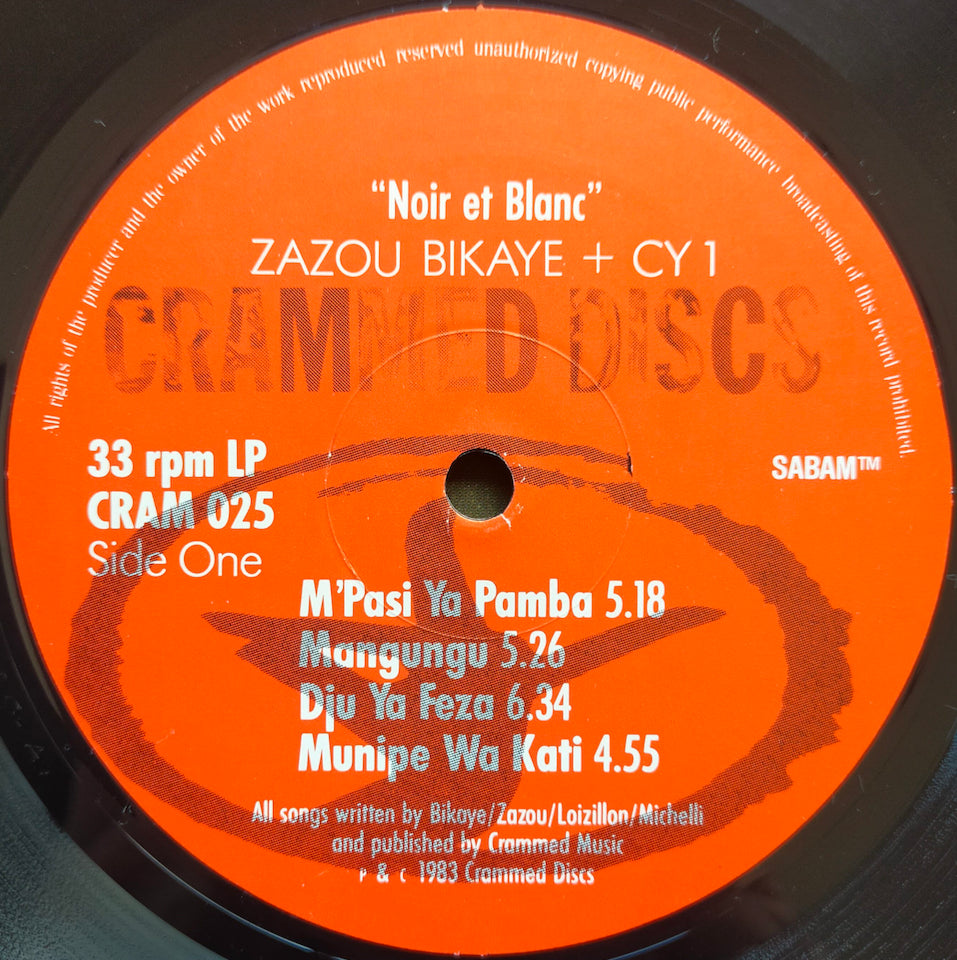 All rights of the producer and the owner of the work reproduced reserved unauthorized copying public performance broadcasting of this record prohibited.
“Noir et Blanc”
ZAZOU BIKAYE + CY 1
CRAMMED DISCS
33 rpm LP
CRAM 025
Side One
SABAM™
M'Pasi Ya Pamba 5.18
Mangungu 5.26
Dju Ya Feza 6.34
Munipe Wa Kati 4.55
All songs written by Bikaye/Zazou/Loizillon/Michelli
and published by Crammed Music
P & C 1983 Crammed Discs